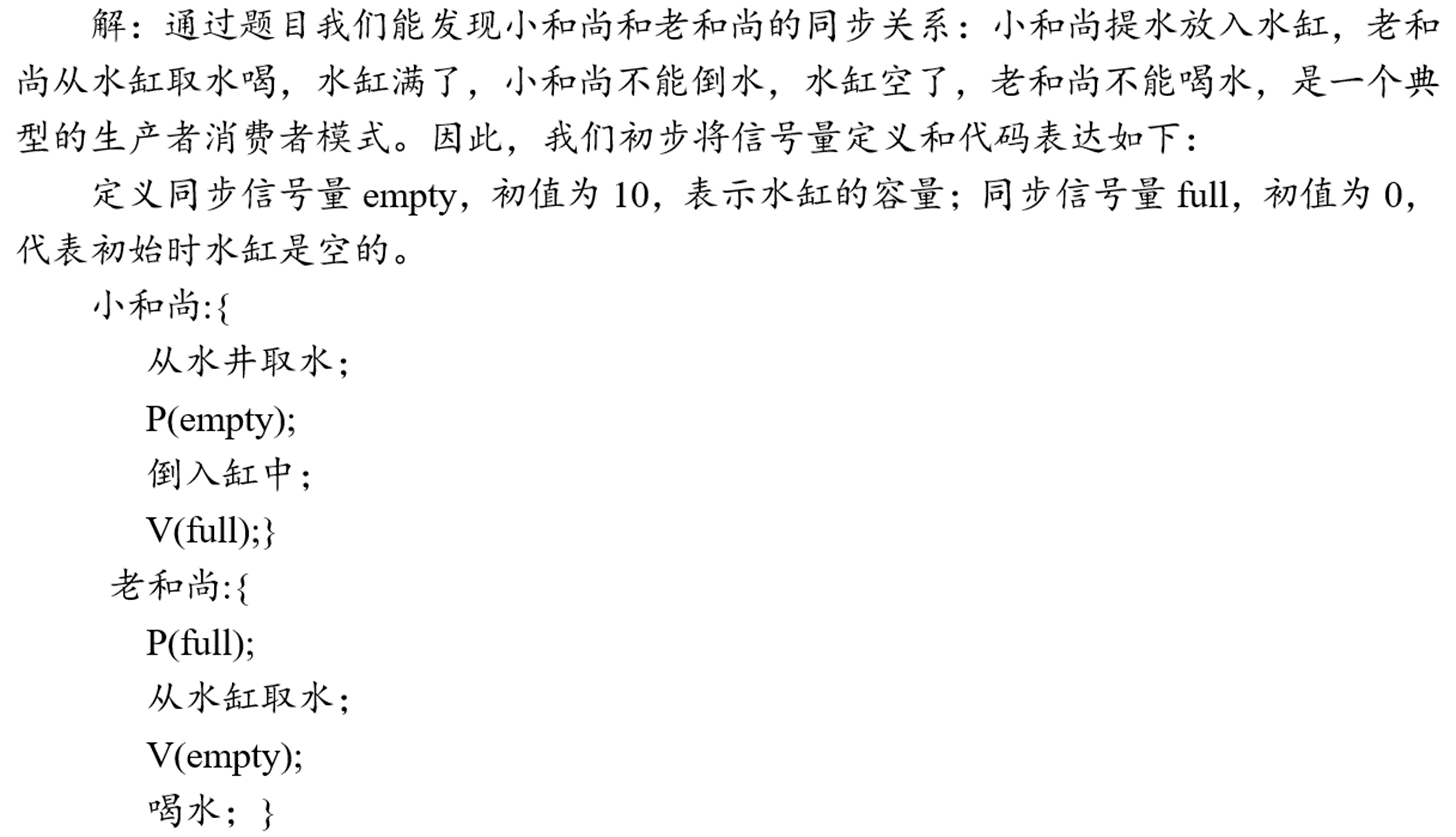 解：通过题目我们能发现小和尚和老和尚的同步关系：小和尚提水放入水缸，老和
尚从水缸取水喝，水缸满了，小和尚不能倒水，水缸空了，老和尚不能喝水，是一个典
型的生产者消费者模式。因此，我们初步将信号量定义和代码表达如下：
定义同步信号量 empty，初值为 10，表示水缸的容量；同步信号量 full，初值为 0，
代表初始时水缸是空的。
小和尚:{
从水井取水；
P(empty);
倒入缸中；
V(full);}
老和尚:{
P(full);
从水缸取水；
V(empty);
喝水；}